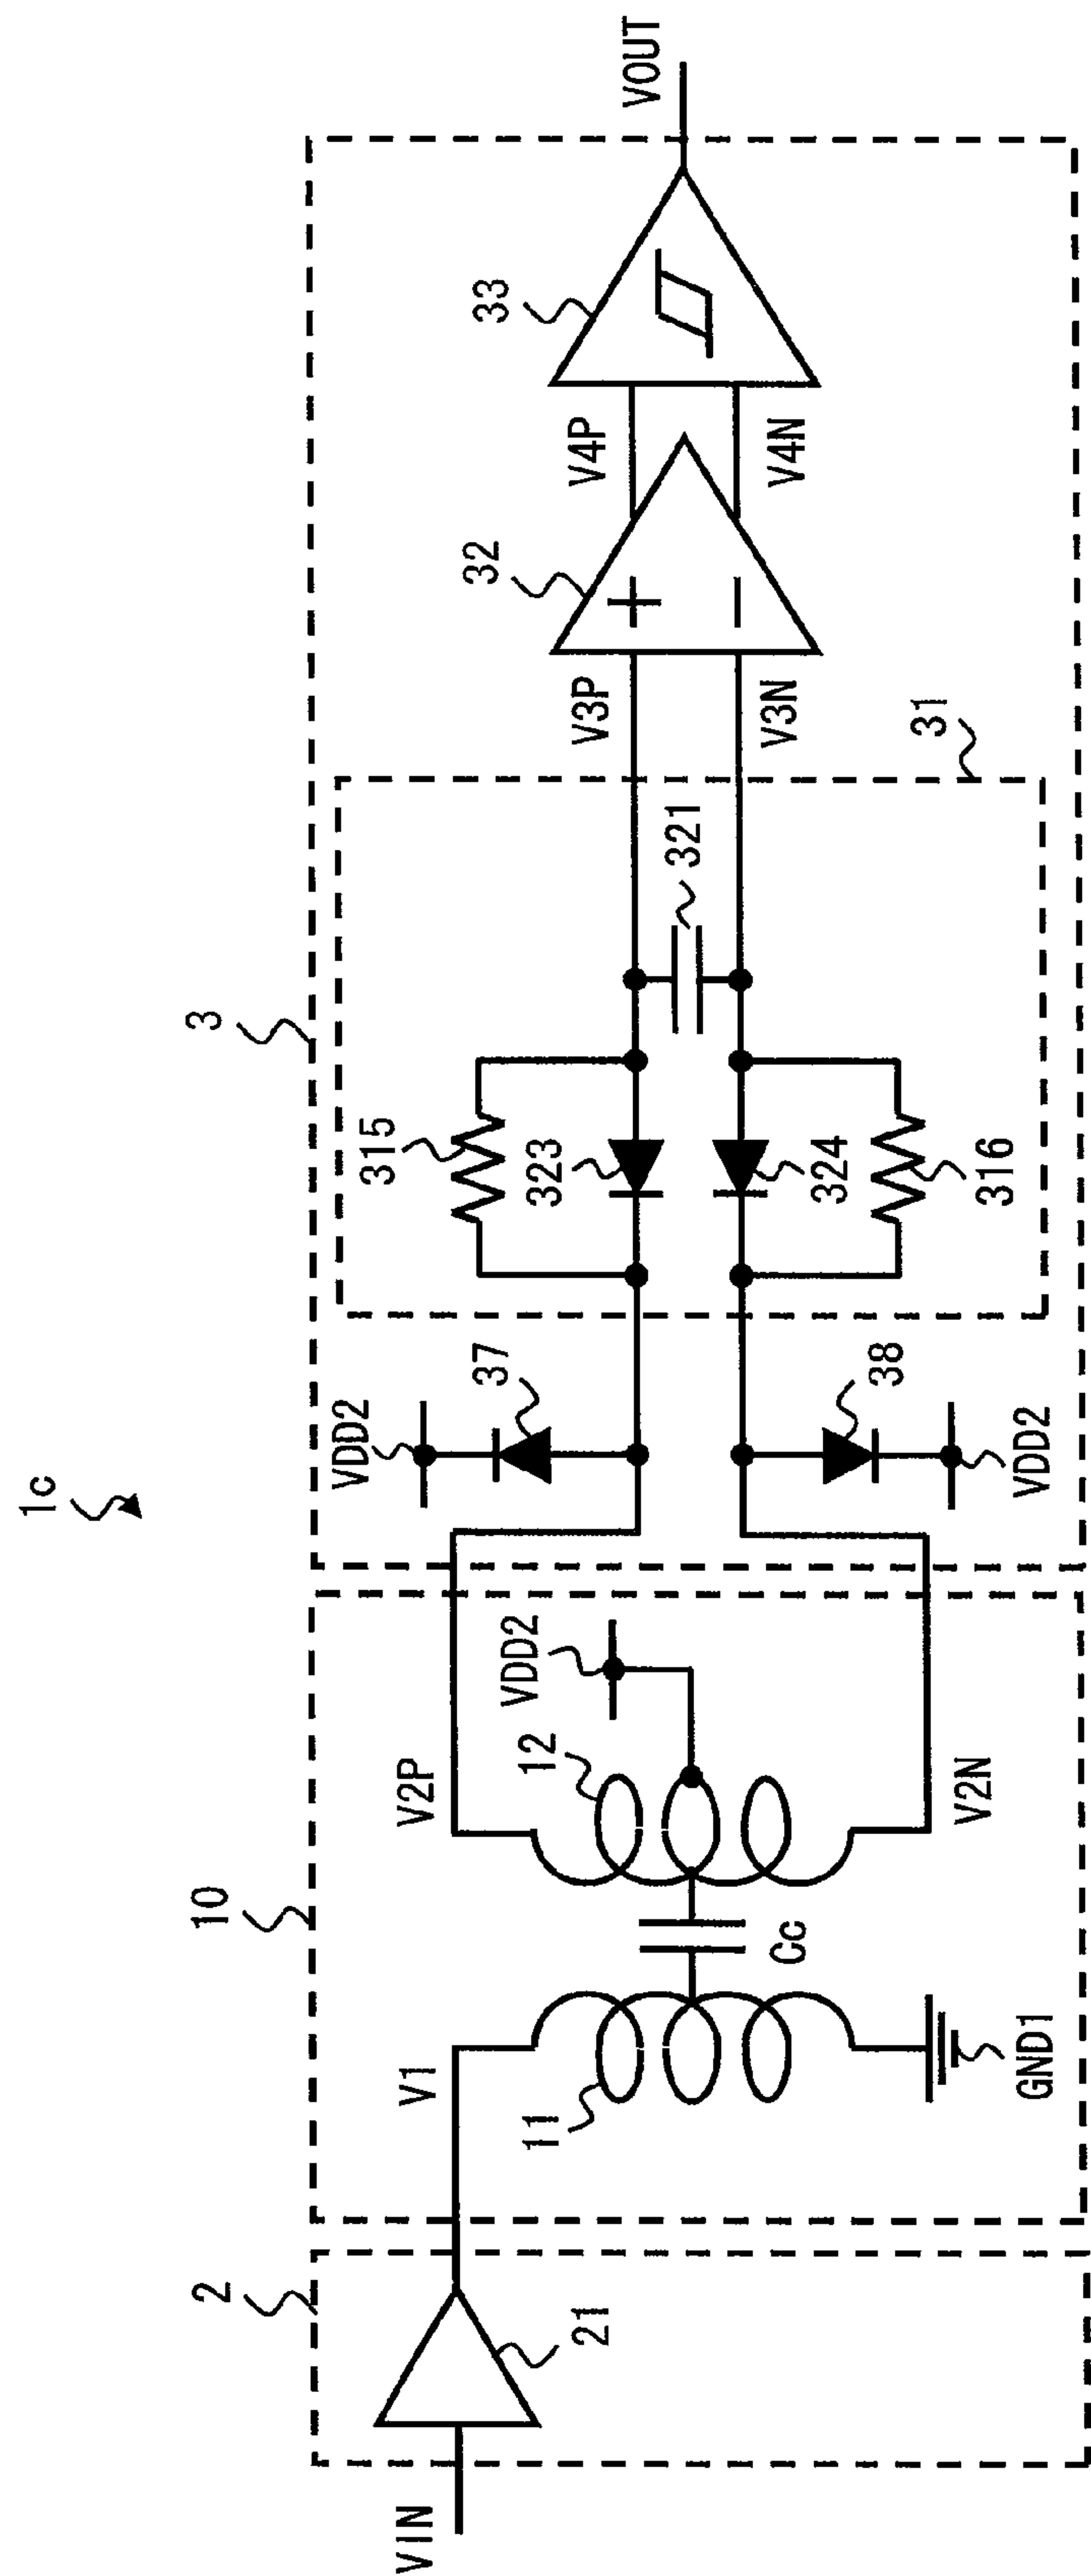 1c
2
10
3
VIN
21
V1
11
GND1
Cc
12
VDD2
V2P
V2N
VDD2
37
38
VDD2
315
323
324
316
321
31
V3P
V3N
32
V4P
V4N
33
VOUT